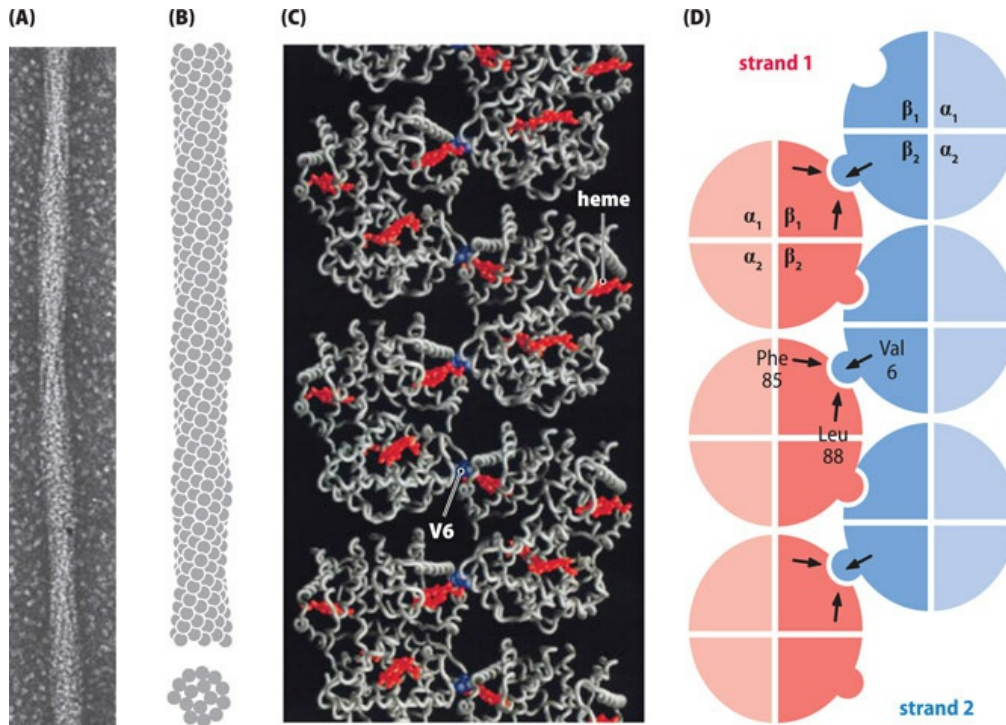 (A)
(B)
(C)
(D)
strand 1
β₁ α₁
β₂ α₂
heme
α₁ β₁
α₂ β₂
Phe
85
Val
6
Leu
88
V6
strand 2